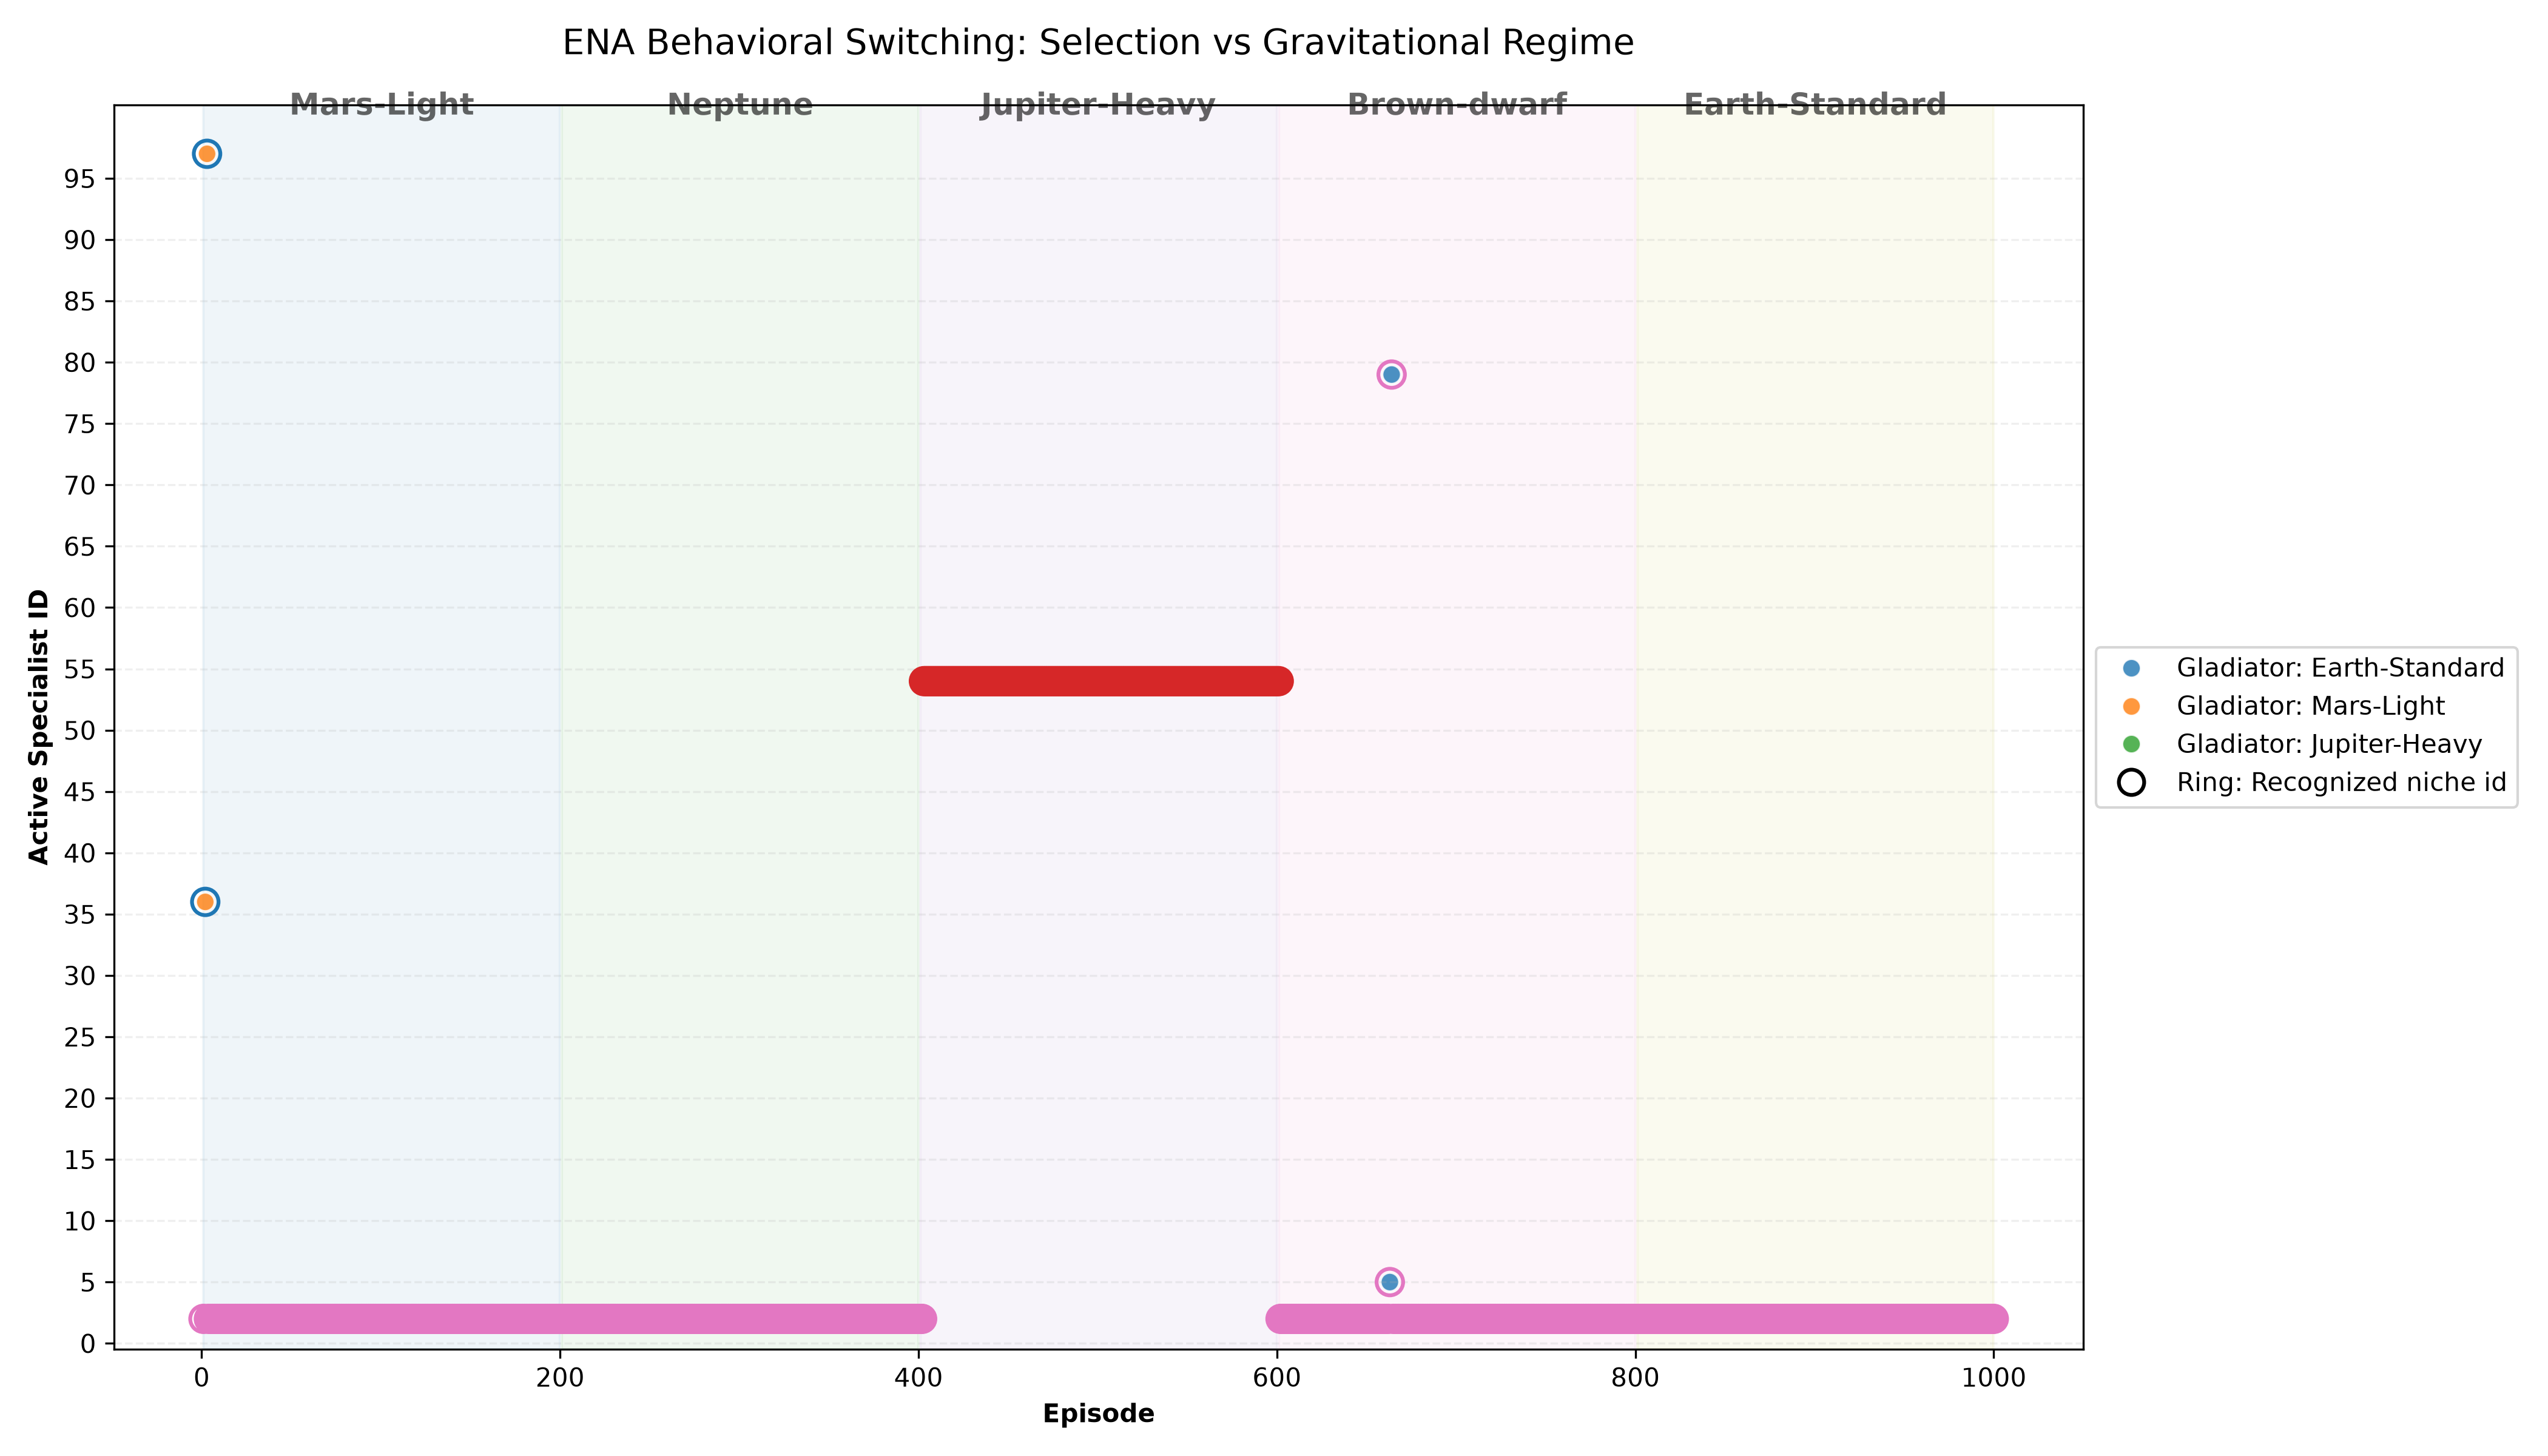 ENA Behavioral Switching: Selection vs Gravitational Regime
Mars-Light Neptune Jupiter-Heavy Brown-dwarf Earth-Standard
95
90
85
80
75
70
65
60
55
50
45
40
35
30
25
20
15
10
5
0
Active Specialist ID
0 200 400 600 800 1000
Episode
Gladiator: Earth-Standard
Gladiator: Mars-Light
Gladiator: Jupiter-Heavy
Ring: Recognized niche id